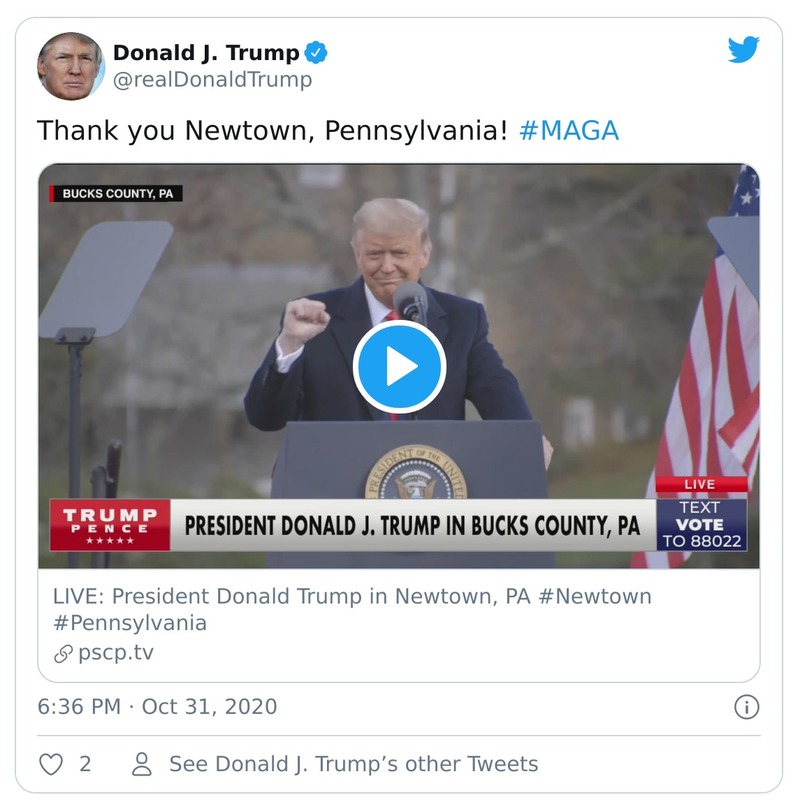 Donald J. Trump
@realDonaldTrump
Thank you Newtown, Pennsylvania! #MAGA
BUCKS COUNTY, PA
PRESIDENT OF THE UNITED
LIVE
TRUMP
PENCE
PRESIDENT DONALD J. TRUMP IN BUCKS COUNTY, PA
TEXT
VOTE
TO 88022
LIVE: President Donald Trump in Newtown, PA #Newtown
#Pennsylvania
pscp.tv
6:36 PM · Oct 31, 2020
2
See Donald J. Trump’s other Tweets